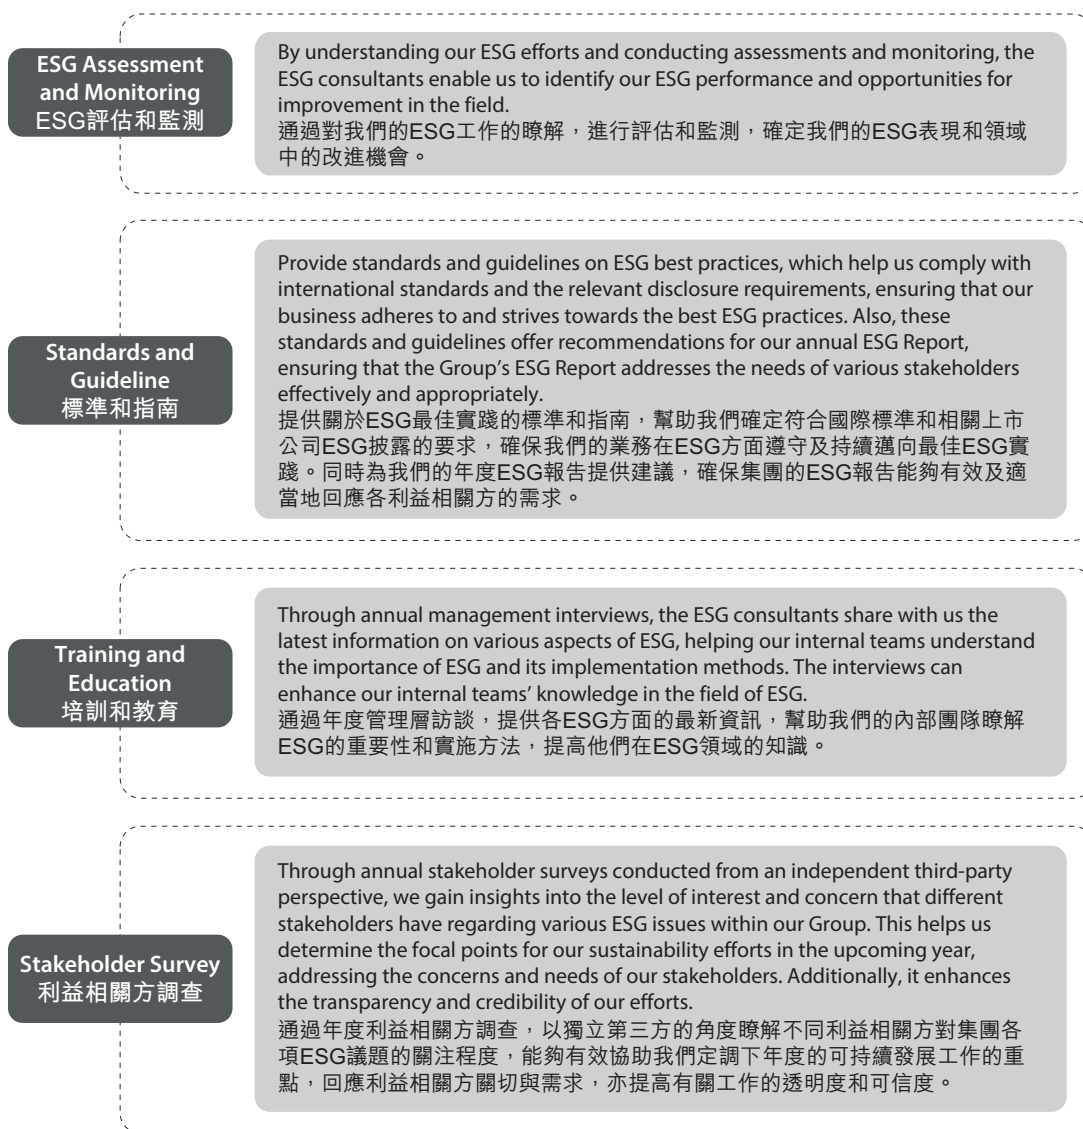 ESG Assessment
and Monitoring
ESG評估和監測
By understanding our ESG efforts and conducting assessments and monitoring, the
ESG consultants enable us to identify our ESG performance and opportunities for
improvement in the field.
通過對我們的ESG工作的瞭解，進行評估和監測，確定我們的ESG表現和領域
中的改進機會。
Standards and
Guideline
標準和指南
Provide standards and guidelines on ESG best practices, which help us comply with
international standards and the relevant disclosure requirements, ensuring that our
business adheres to and strives towards the best ESG practices. Also, these
standards and guidelines offer recommendations for our annual ESG Report,
ensuring that the Group's ESG Report addresses the needs of various stakeholders
effectively and appropriately.
提供關於ESG最佳實踐的標準和指南，幫助我們確定符合國際標準和相關上市
公司ESG披露的要求，確保我們的業務在ESG方面遵守及持續邁向最佳ESG實
踐。同時為我們的年度ESG報告提供建議，確保集團的ESG報告能夠有效及適
當地回應各利益相關方的需求。
Training and
Education
培訓和教育
Through annual management interviews, the ESG consultants share with us the
latest information on various aspects of ESG, helping our internal teams understand
the importance of ESG and its implementation methods. The interviews can
enhance our internal teams' knowledge in the field of ESG.
通過年度管理層訪談，提供各ESG方面的最新資訊，幫助我們的內部團隊瞭解
ESG的重要性和實施方法，提高他們在ESG領域的知識。
Stakeholder Survey
利益相關方調查
Through annual stakeholder surveys conducted from an independent third-party
perspective, we gain insights into the level of interest and concern that different
stakeholders have regarding various ESG issues within our Group. This helps us
determine the focal points for our sustainability efforts in the upcoming year,
addressing the concerns and needs of our stakeholders. Additionally, it enhances
the transparency and credibility of our efforts.
通過年度利益相關方調查，以獨立第三方的角度瞭解不同利益相關方對集團各
項ESG議題的關注程度，能夠有效協助我們定調下年度的可持續發展工作的重
點，回應利益相關方關切與需求，亦提高有關工作的透明度和可信度。